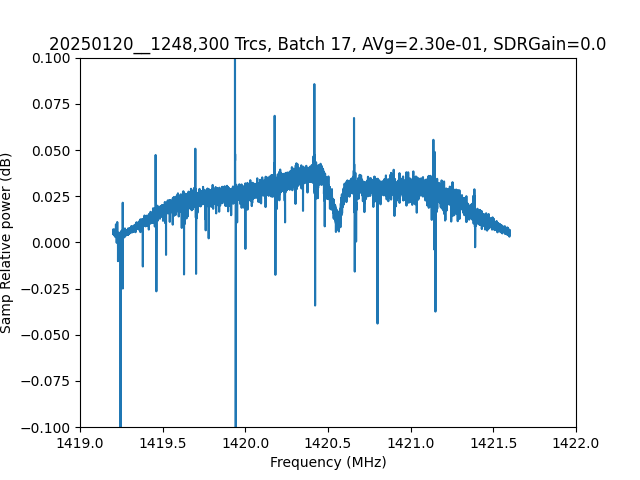 20250120__1248,300 Trcs, Batch 17, AVg=2.30e-01, SDRGain=0.0
0.100
0.075
0.050
0.025
0.000
−0.025
−0.050
−0.075
−0.100
Samp Relative power (dB)
1419.0 1419.5 1420.0 1420.5 1421.0 1421.5 1422.0
Frequency (MHz)